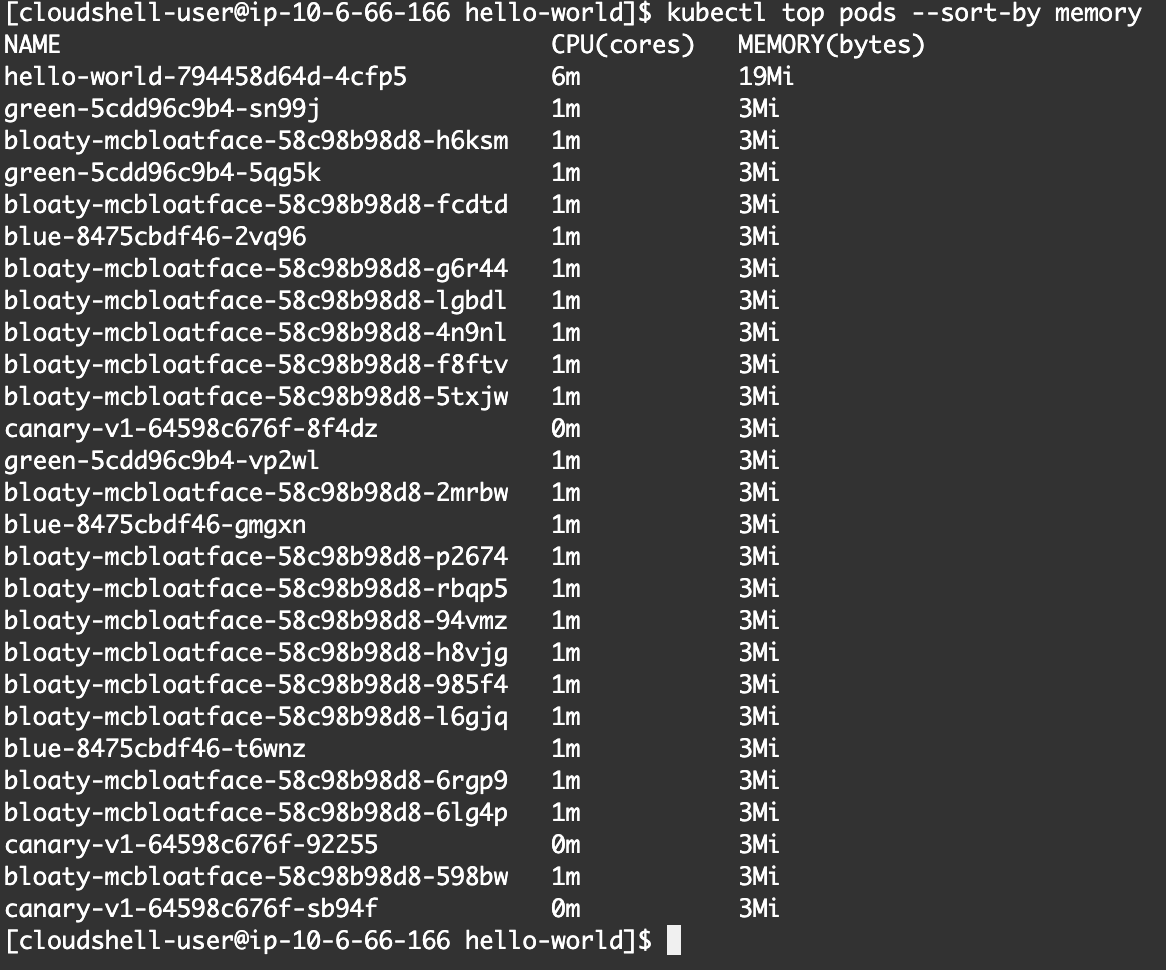 [cloudshell-user@ip-10-6-66-166 hello-world]$ kubectl top pods --sort-by memory
NAME CPU(cores) MEMORY(bytes)
hello-world-794458d64d-4cfp5 6m 19Mi
green-5cdd96c9b4-sn99j 1m 3Mi
bloaty-mcbloatface-58c98b98d8-h6ksm 1m 3Mi
green-5cdd96c9b4-5qg5k 1m 3Mi
bloaty-mcbloatface-58c98b98d8-fcdtd 1m 3Mi
blue-8475cbdf46-2vq96 1m 3Mi
bloaty-mcbloatface-58c98b98d8-g6r44 1m 3Mi
bloaty-mcbloatface-58c98b98d8-lgbdl 1m 3Mi
bloaty-mcbloatface-58c98b98d8-4n9nl 1m 3Mi
bloaty-mcbloatface-58c98b98d8-f8ftv 1m 3Mi
bloaty-mcbloatface-58c98b98d8-5txjw 1m 3Mi
canary-v1-64598c676f-8f4dz 0m 3Mi
green-5cdd96c9b4-vp2wl 1m 3Mi
bloaty-mcbloatface-58c98b98d8-2mrbw 1m 3Mi
blue-8475cbdf46-gmgxn 1m 3Mi
bloaty-mcbloatface-58c98b98d8-p2674 1m 3Mi
bloaty-mcbloatface-58c98b98d8-rbqp5 1m 3Mi
bloaty-mcbloatface-58c98b98d8-94vmz 1m 3Mi
bloaty-mcbloatface-58c98b98d8-h8vjg 1m 3Mi
bloaty-mcbloatface-58c98b98d8-985f4 1m 3Mi
bloaty-mcbloatface-58c98b98d8-l6gjq 1m 3Mi
blue-8475cbdf46-t6wnz 1m 3Mi
bloaty-mcbloatface-58c98b98d8-6rgp9 1m 3Mi
bloaty-mcbloatface-58c98b98d8-6lg4p 1m 3Mi
canary-v1-64598c676f-92255 0m 3Mi
bloaty-mcbloatface-58c98b98d8-598bw 1m 3Mi
canary-v1-64598c676f-sb94f 0m 3Mi
[cloudshell-user@ip-10-6-66-166 hello-world]$